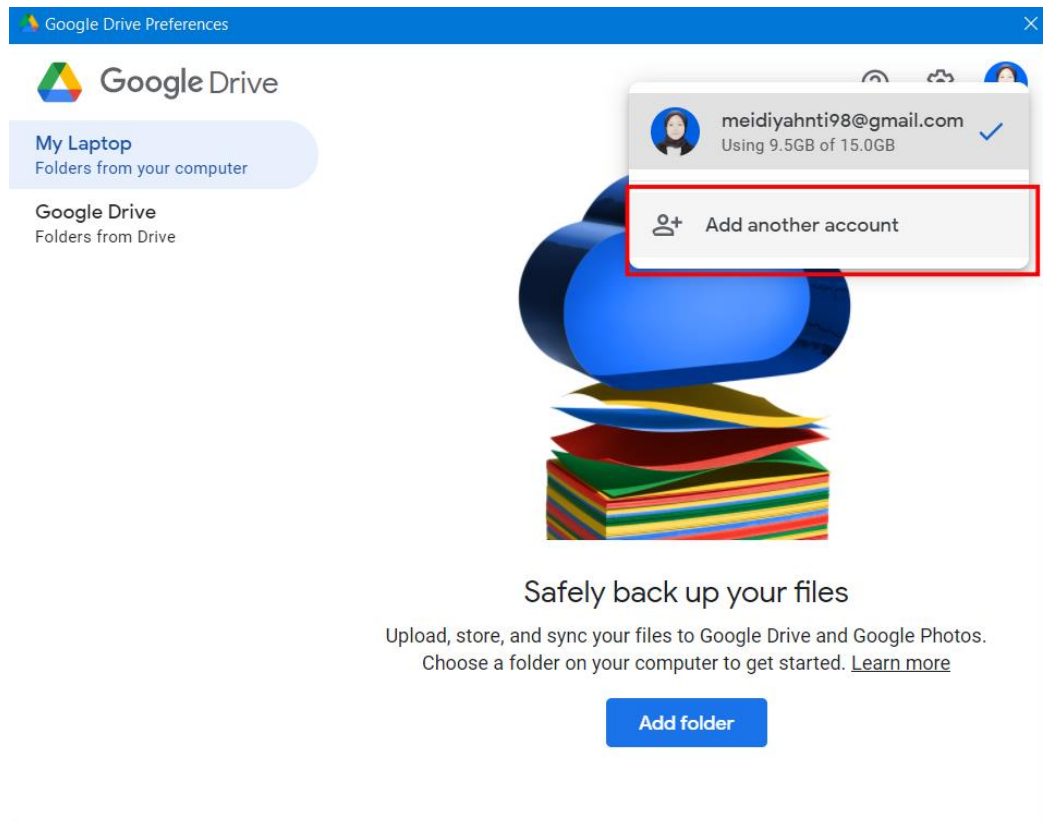 Google Drive Preferences
Google Drive
My Laptop
Folders from your computer
Google Drive
Folders from Drive
meidiyahnti98@gmail.com
Using 9.5GB of 15.0GB
Add another account
Safely back up your files
Upload, store, and sync your files to Google Drive and Google Photos.
Choose a folder on your computer to get started. Learn more
Add folder